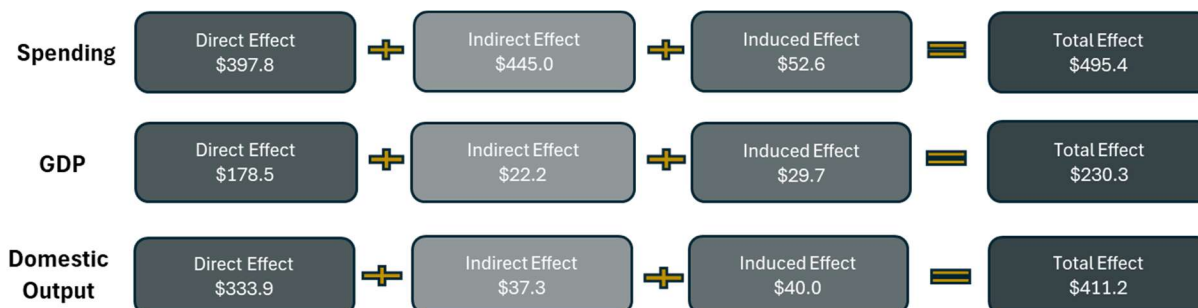 Spending
Direct Effect
$397.8
Indirect Effect
$445.0
Induced Effect
$52.6
Total Effect
$495.4
GDP
Direct Effect
$178.5
Indirect Effect
$22.2
Induced Effect
$29.7
Total Effect
$230.3
Domestic
Output
Direct Effect
$333.9
Indirect Effect
$37.3
Induced Effect
$40.0
Total Effect
$411.2